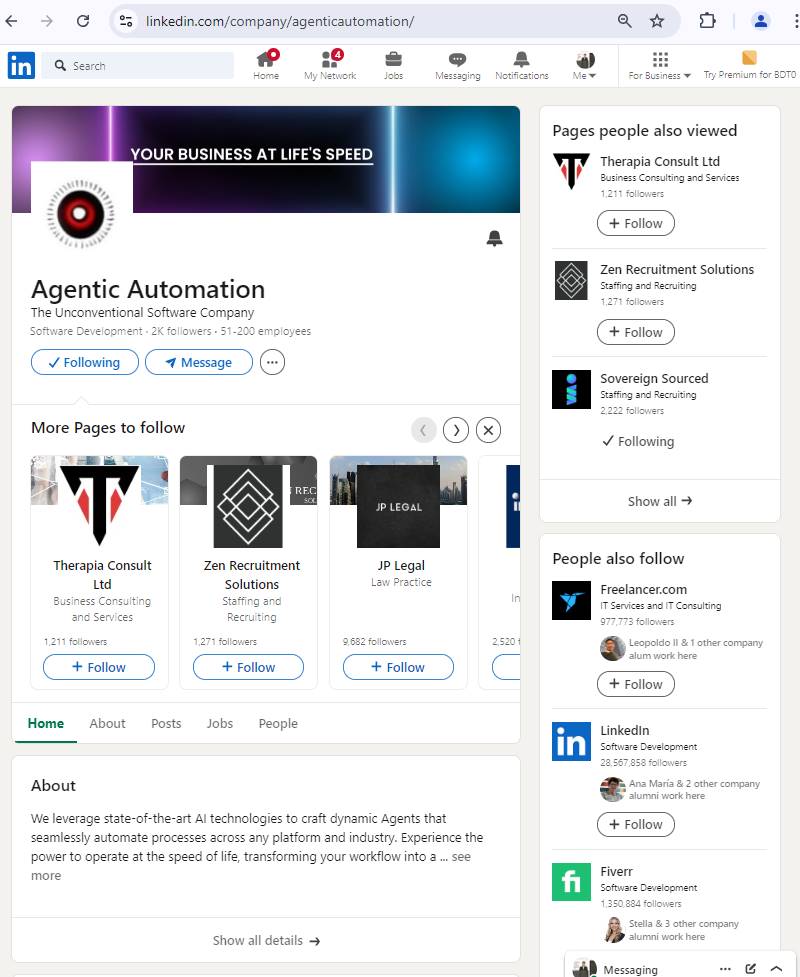 linkedin.com/company/agenticautomation/
in
Search
Home
4
My Network
Jobs
Messaging
Notifications
Me
For Business
Try Premium for BDT0
YOUR BUSINESS AT LIFE'S SPEED
Agentic Automation
The Unconventional Software Company
Software Development · 2K followers · 51-200 employees
Following
Message
More Pages to follow
Therapia Consult
Ltd
Business Consulting
and Services
1,211 followers
+ Follow
Zen Recruitment
Solutions
Staffing and
Recruiting
1,271 followers
+ Follow
JP LEGAL
JP Legal
Law Practice
9,682 followers
+ Follow
In
2,520 f
Home
About
Posts
Jobs
People
About
We leverage state-of-the-art AI technologies to craft dynamic Agents that
seamlessly automate processes across any platform and industry. Experience the
power to operate at the speed of life, transforming your workflow into a ... see
more
Show all details →
Pages people also viewed
Therapia Consult Ltd
Business Consulting and Services
1,211 followers
+ Follow
Zen Recruitment Solutions
Staffing and Recruiting
1,271 followers
+ Follow
Sovereign Sourced
Staffing and Recruiting
2,222 followers
Following
Show all →
People also follow
Freelancer.com
IT Services and IT Consulting
977,773 followers
Leopoldo II & 1 other company
alum work here
+ Follow
in
LinkedIn
Software Development
28,567,858 followers
Ana María & 2 other company
alumni work here
+ Follow
fi
Fiverr
Software Development
1,350,884 followers
Stella & 3 other company
alumni work here
Messaging